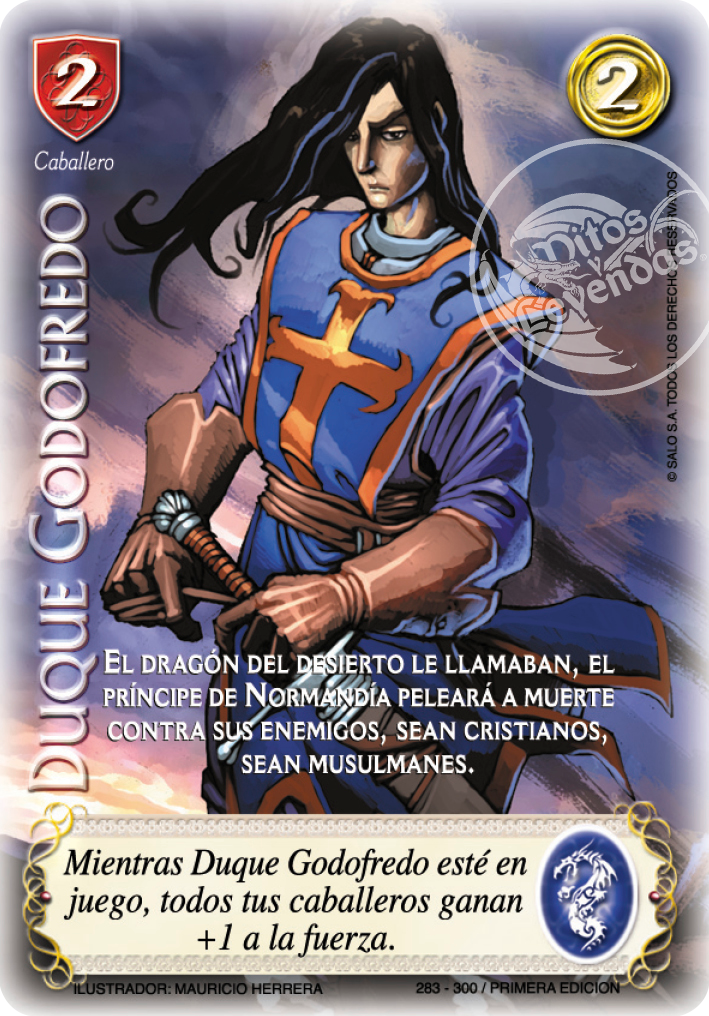 2
2
Caballero
DUQUE GODOFREDO
Mitos
y
Leyendas
© SALO S.A. TODOS LOS DERECHOS RESERVADOS
EL DRAGÓN DEL DESIERTO LE LLAMABAN, EL
PRÍNCIPE DE NORMANDÍA PELEARÁ A MUERTE
CONTRA SUS ENEMIGOS, SEAN CRISTIANOS,
SEAN MUSULMANES.
Mientras Duque Godofredo esté en
juego, todos tus caballeros ganan
+1 a la fuerza.
ILUSTRADOR: MAURICIO HERRERA
283 - 300 / PRIMERA EDICION